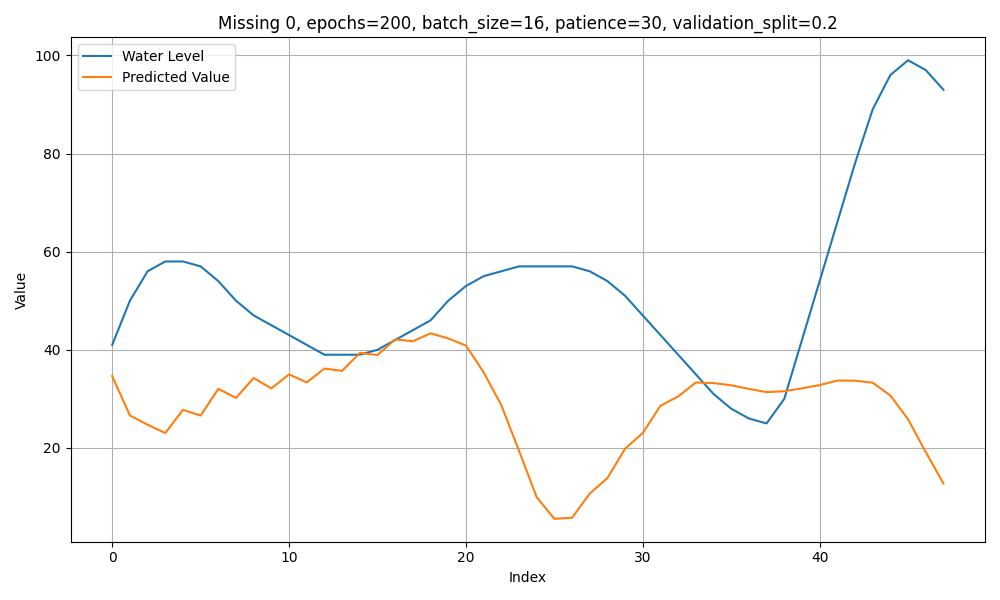 Missing 0, epochs=200, batch_size=16, patience=30, validation_split=0.2
Water Level
Predicted Value
Value
100
80
60
40
20
0 10 20 30 40
Index